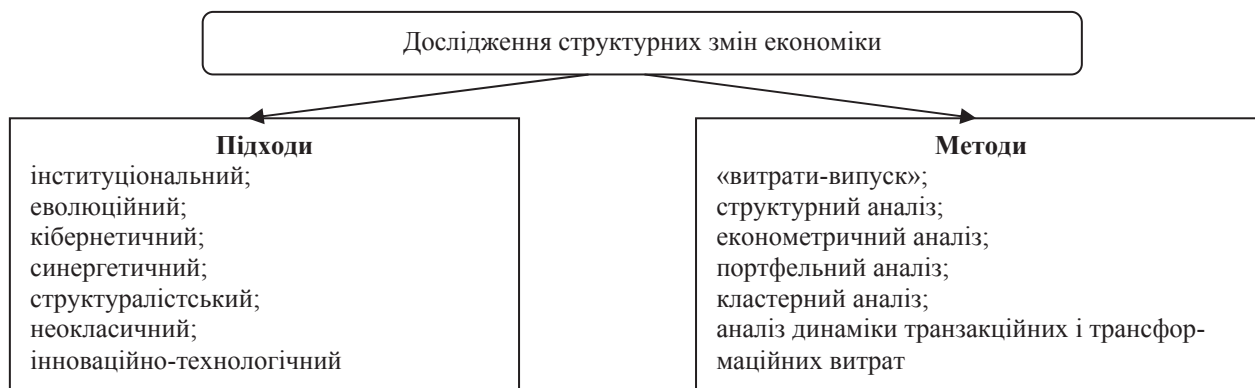 Дослідження структурних змін економіки
Підходи
інституціональний;
еволюційний;
кібернетичний;
синергетичний;
структуралістський;
неокласичний;
інноваційно-технологічний
Методи
«витрати-випуск»;
структурний аналіз;
економетричний аналіз;
портфельний аналіз;
кластерний аналіз;
аналіз динаміки транзакційних і трансфор-
маційних витрат